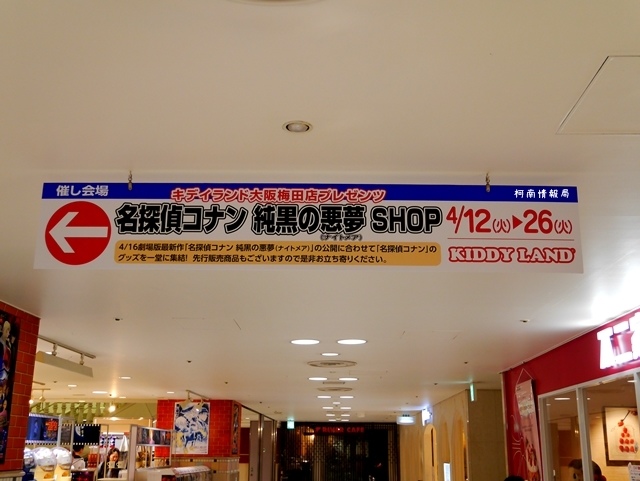 催し会場
キデイランド大阪梅田店プレゼンツ
柯南情報局
名探偵コナン 純黒の悪夢 SHOP 4/12(火)▶26(火)
(ナイトメア)
4/16劇場版最新作「名探偵コナン 純黒の悪夢(ナイトメア)」の公開に合わせて「名探偵コナン」の
グッズを一堂に集結! 先行販売商品もございますので是非お立ち寄りください。
KIDDY LAND